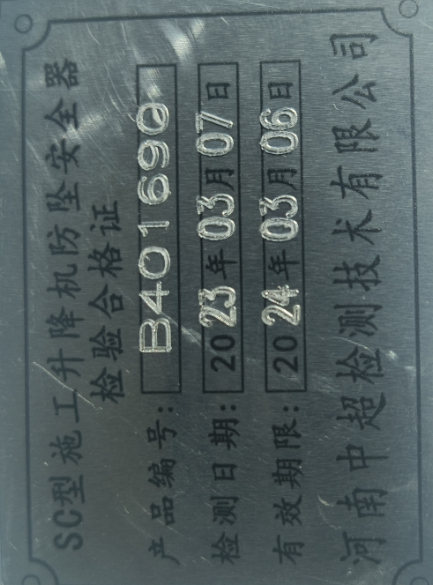 SC型施工升降机防坠安全器
检验合格证
产品编号: B401690
检测日期: 2023年03月07日
有效期限: 2024年03月06日
河南中超检测技术有限公司